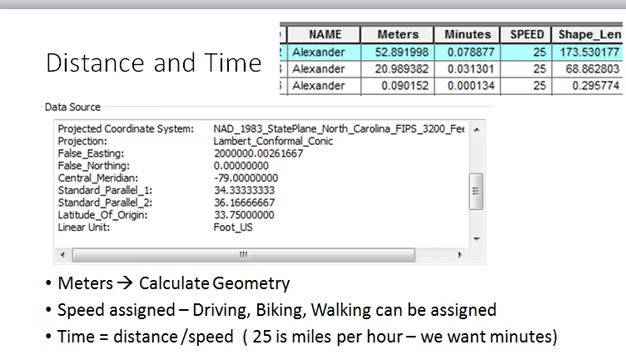 NAME Meters Minutes SPEED Shape_Len
Alexander 52.891998 0.078877 25 173.530177
Alexander 20.989382 0.031301 25 68.862803
Alexander 0.090152 0.000134 25 0.295774
Distance and Time
Data Source
Projected Coordinate System: NAD_1983_StatePlane_North_Carolina_FIPS_3200_Fee
Projection: Lambert_Conformal_Conic
False_Easting: 2000000.00261667
False_Northing: 0.00000000
Central_Meridian: -79.00000000
Standard_Parallel_1: 34.33333333
Standard_Parallel_2: 36.16666667
Latitude_Of_Origin: 33.75000000
Linear Unit: Foot_US
• Meters → Calculate Geometry
• Speed assigned – Driving, Biking, Walking can be assigned
• Time = distance/speed ( 25 is miles per hour – we want minutes)